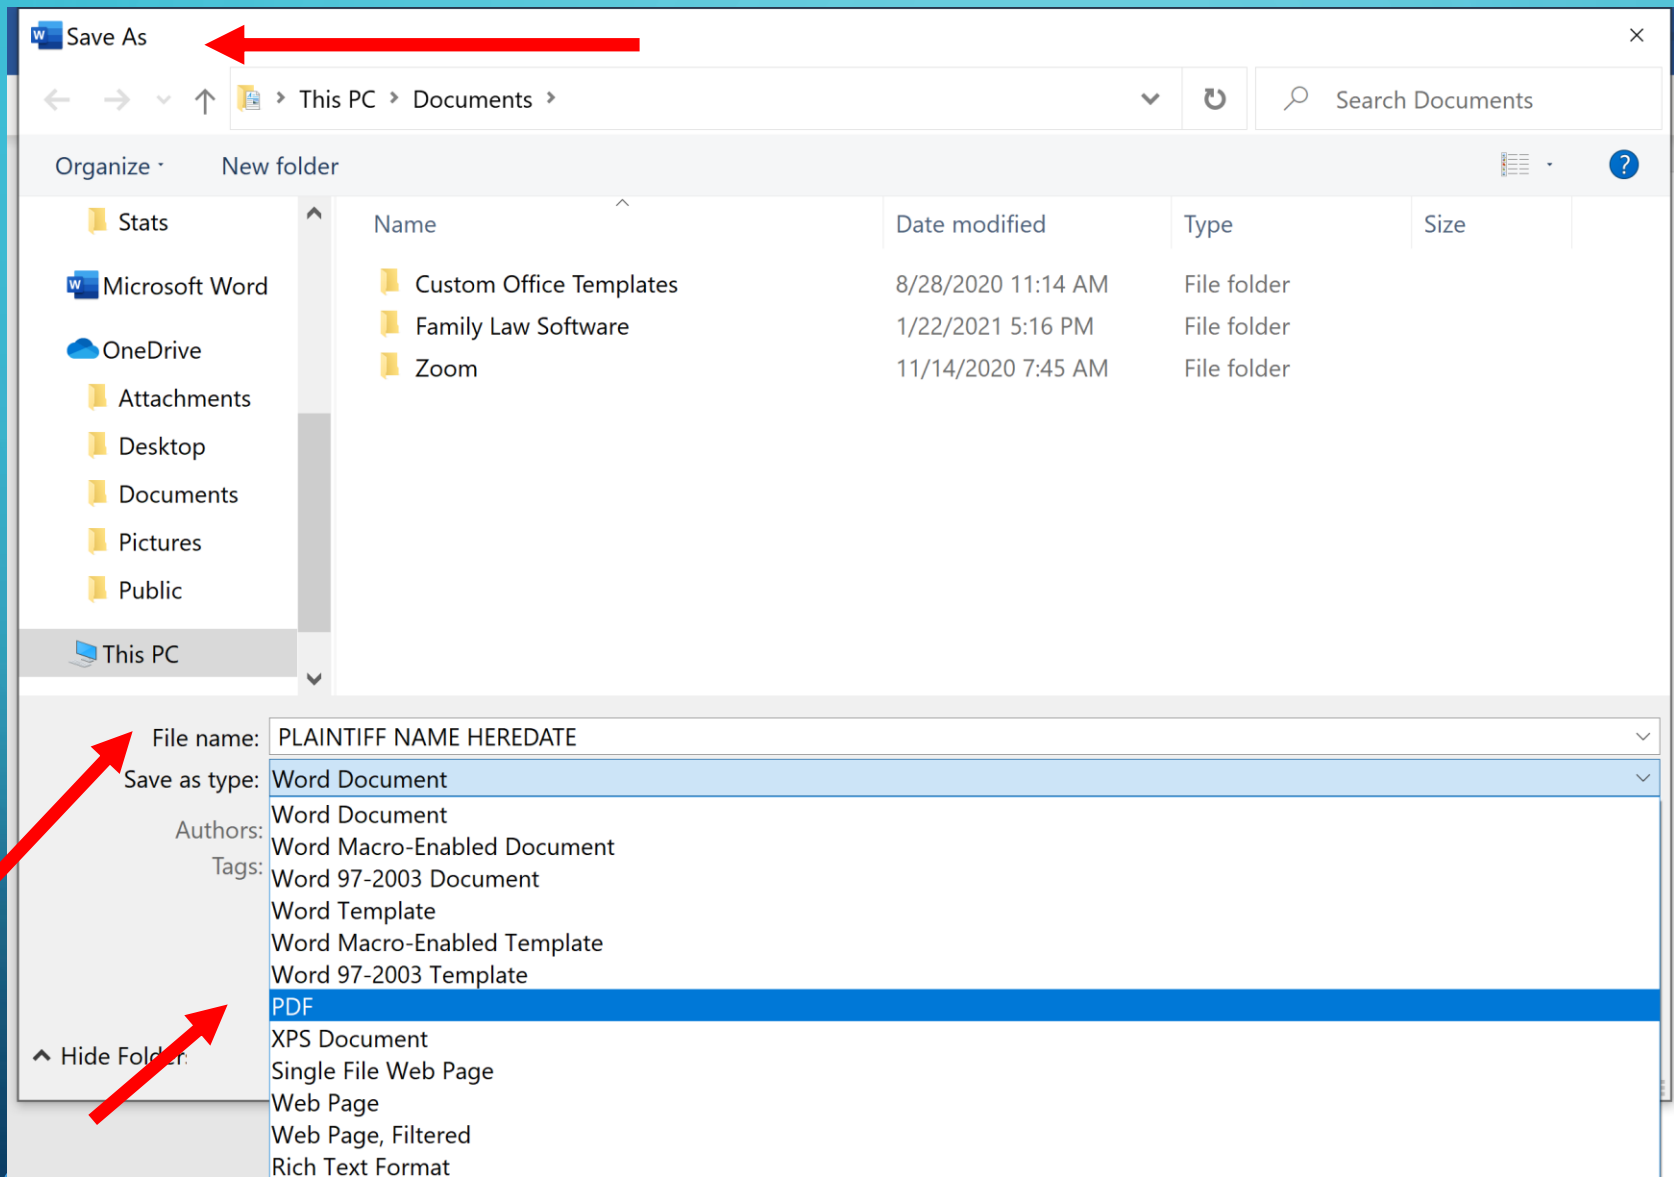 Save As
This PC > Documents >
Search Documents
Organize
New folder
Name
Date modified
Type
Size
Stats
Microsoft Word
OneDrive
Attachments
Desktop
Documents
Pictures
Public
This PC
Custom Office Templates 8/28/2020 11:14 AM File folder
Family Law Software 1/22/2021 5:16 PM File folder
Zoom 11/14/2020 7:45 AM File folder
File name: PLAINTIFF NAME HEREDATE
Save as type: Word Document
Authors:
Tags:
Word Document
Word Macro-Enabled Document
Word 97-2003 Document
Word Template
Word Macro-Enabled Template
Word 97-2003 Template
PDF
XPS Document
Single File Web Page
Web Page
Web Page, Filtered
Rich Text Format
Hide Folders